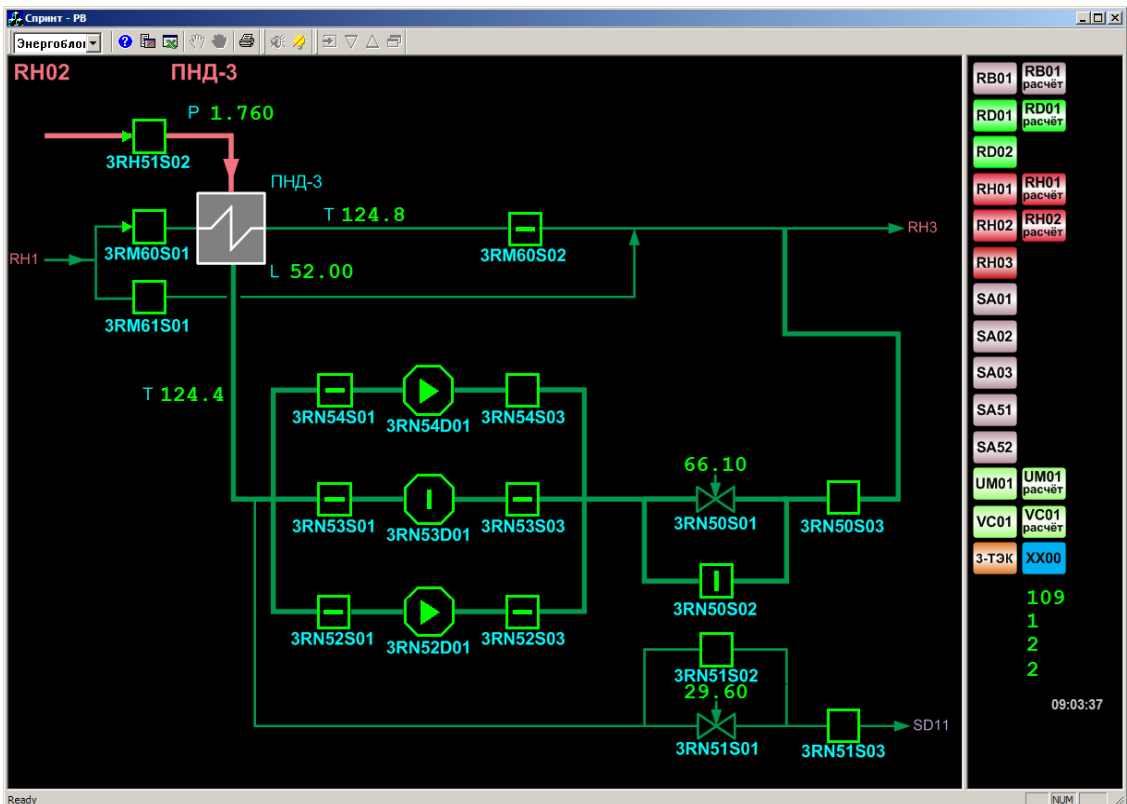 Спринт - РВ
Энергоблог
RH02 ПНД-3
P 1.760
3RH51S02
ПНД-3
T 124.8
RH1
3RM60S01
3RM60S02
RH3
L 52.00
3RM61S01
T 124.4
3RN54S01 3RN54D01 3RN54S03
66.10
3RN53S01 3RN53D01 3RN53S03 3RN50S01 3RN50S03
3RN50S02
3RN52S01 3RN52D01 3RN52S03
3RN51S02
29.60
SD11
3RN51S01 3RN51S03
RB01 RB01 расчёт
RD01 RD01 расчёт
RD02
RH01 RH01 расчёт
RH02 RH02 расчёт
RH03
SA01
SA02
SA03
SA51
SA52
UM01 UM01 расчёт
VC01 VC01 расчёт
3-ТЭК XX00
109
1
2
2
09:03:37
Ready
NUM